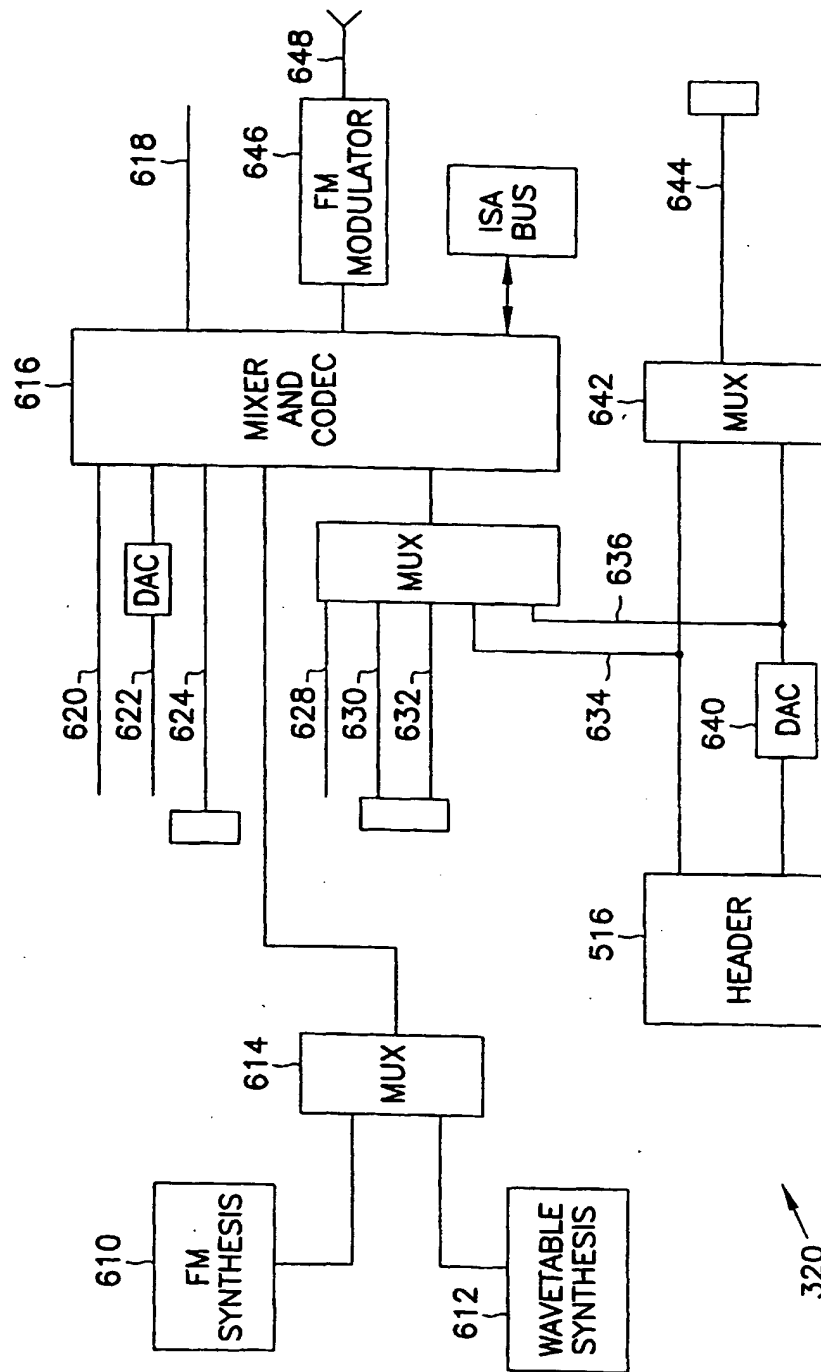 610
FM
SYNTHESIS
612
WAVETABLE
SYNTHESIS
614
MUX
620
622
DAC
624
628
630
632
MUX
616
MIXER
AND
CODEC
618
646
FM
MODULATOR
648
ISA
BUS
634
636
516
HEADER
640
DAC
642
MUX
644
320